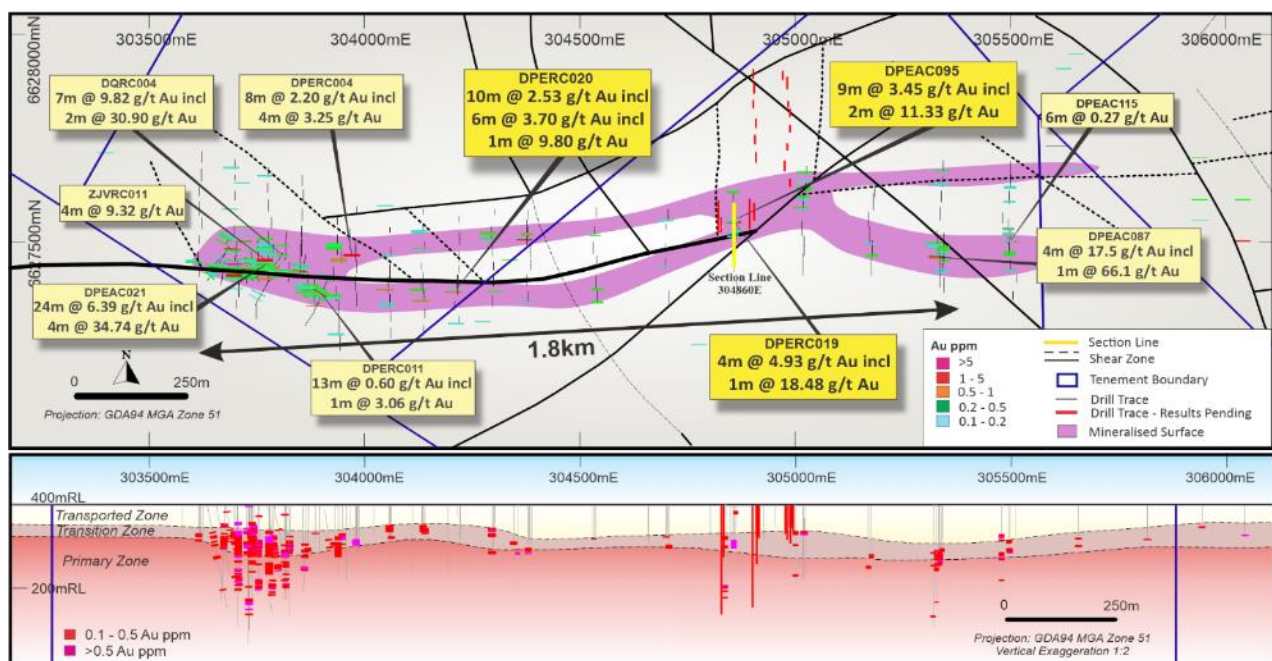 303500mE
304000mE
304500mE
305000mE
305500mE
306000mE
6628000mN
6627500mN
DQRC004
7m @ 9.82 g/t Au incl
2m @ 30.90 g/t Au
DPERC004
8m @ 2.20 g/t Au incl
4m @ 3.25 g/t Au
DPERC020
10m @ 2.53 g/t Au incl
6m @ 3.70 g/t Au incl
1m @ 9.80 g/t Au
DPEAC095
9m @ 3.45 g/t Au incl
2m @ 11.33 g/t Au
DPEAC115
6m @ 0.27 g/t Au
ZJVRC011
4m @ 9.32 g/t Au
DPEAC021
24m @ 6.39 g/t Au incl
4m @ 34.74 g/t Au
DPERC011
13m @ 0.60 g/t Au incl
1m @ 3.06 g/t Au
Section Line
304860E
DPERC019
4m @ 4.93 g/t Au incl
1m @ 18.48 g/t Au
DPEAC087
4m @ 17.5 g/t Au incl
1m @ 66.1 g/t Au
1.8km
N
0
250m
Projection: GDA94 MGA Zone 51
Au ppm
>5
1 - 5
0.5 - 1
0.2 - 0.5
0.1 - 0.2
Section Line
Shear Zone
Tenement Boundary
Drill Trace
Drill Trace - Results Pending
Mineralised Surface
303500mE
304000mE
304500mE
305000mE
305500mE
306000mE
400mRL
Transported Zone
Transition Zone
Primary Zone
200mRL
0.1 - 0.5 Au ppm
>0.5 Au ppm
0
250m
Projection: GDA94 MGA Zone 51
Vertical Exaggeration 1:2